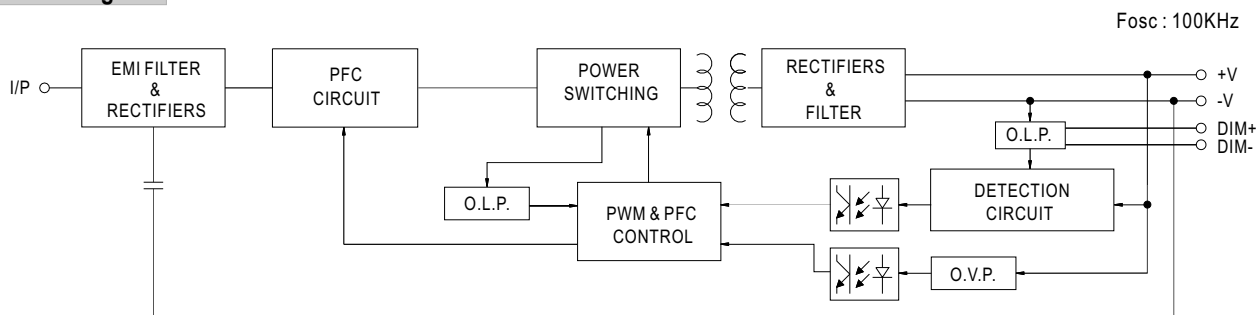 Fosc : 100KHz
I/P
EMI FILTER
&
RECTIFIERS
PFC
CIRCUIT
POWER
SWITCHING
RECTIFIERS
&
FILTER
+V
-V
DIM+
DIM-
O.L.P.
O.L.P.
PWM & PFC
CONTROL
DETECTION
CIRCUIT
O.V.P.